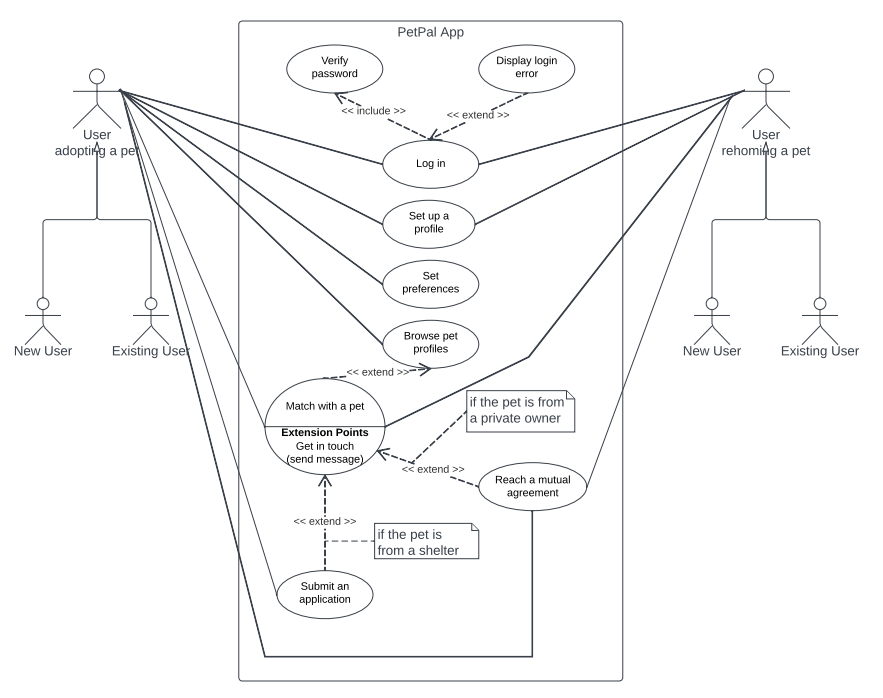 PetPal App
Verify
password
Display login
error
<< include >>
<< extend >>
User
adopting a pet
User
rehoming a pet
Log in
Set up a
profile
Set
preferences
New User
Existing User
Browse pet
profiles
New User
Existing User
<< extend >>
Match with a pet
if the pet is from
a private owner
Extension Points
Get in touch
(send message)
<< extend >>
Reach a mutual
agreement
<< extend >>
if the pet is
from a shelter
Submit an
application